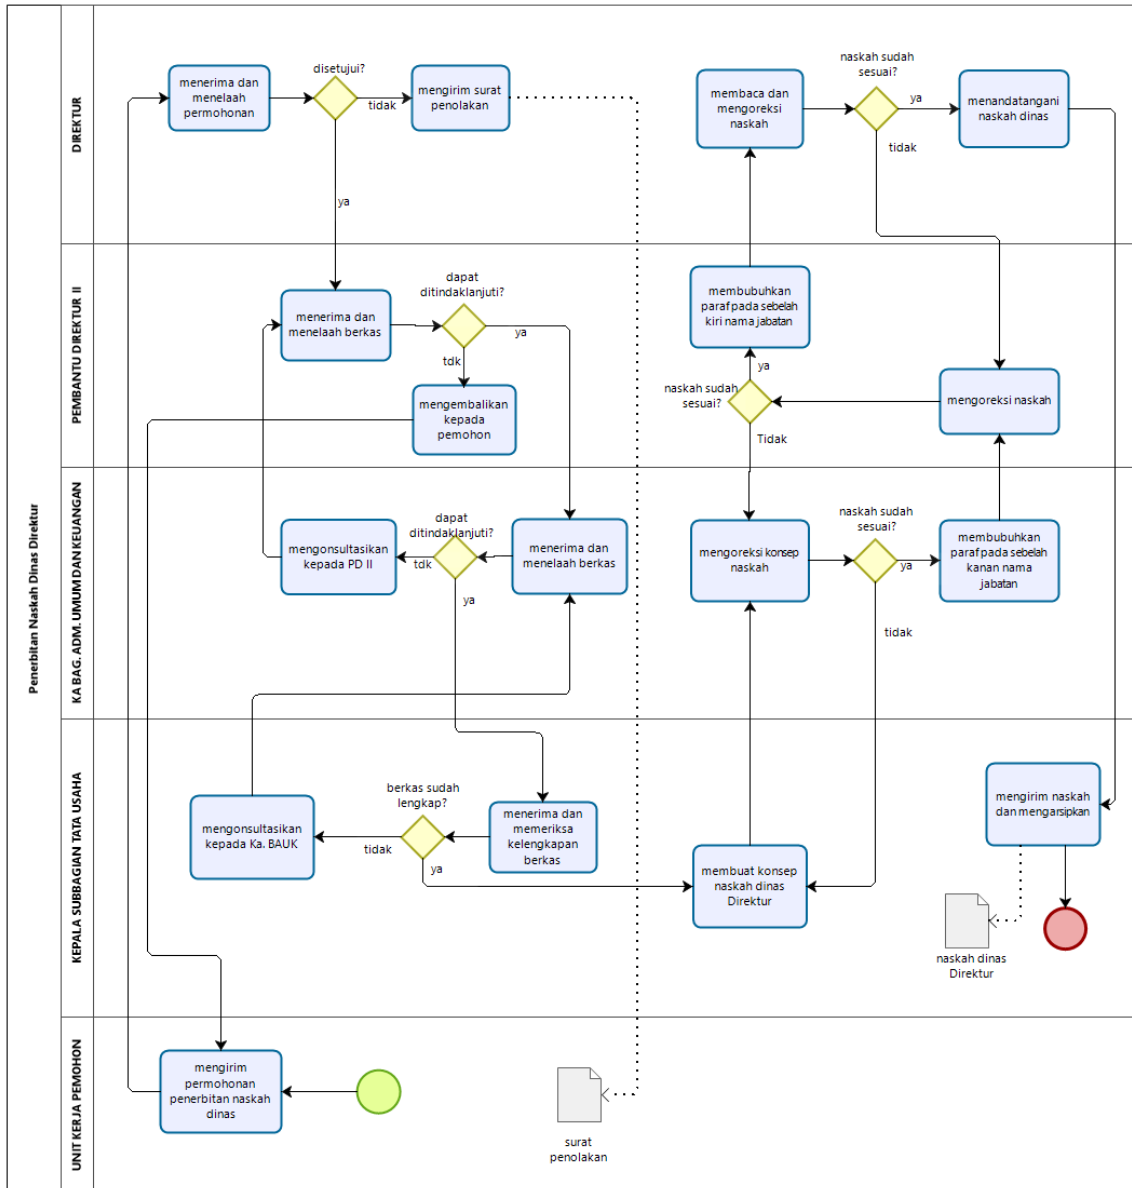 Penerbitan Naskah Dinas Direktur
DIREKTUR
menerima dan
menelaah
permohonan
disetujui?
tidak
ya
mengirim surat
penolakan
membaca dan
mengoreksi
naskah
naskah sudah
sesuai?
ya
tidak
menandatangani
naskah dinas
PEMBANTU DIREKTUR II
menerima dan
menelaah berkas
dapat
ditindaklanjuti?
ya
tdk
mengembalikan
kepada
pemohon
membubuhkan
paraf pada sebelah
kiri nama jabatan
ya
naskah sudah
sesuai?
Tidak
mengoreksi naskah
KA BAG. ADM. UMUM DAN KEUANGAN
mengonsultasikan
kepada PD II
dapat
ditindaklanjuti?
tdk
ya
menerima dan
menelaah berkas
mengoreksi konsep
naskah
naskah sudah
sesuai?
ya
tidak
membubuhkan
paraf pada sebelah
kanan nama
jabatan
KEPALA SUBBAGIAN TATA USAHA
mengonsultasikan
kepada Ka. BAUK
berkas sudah
lengkap?
tidak
ya
menerima dan
memeriksa
kelengkapan
berkas
membuat konsep
naskah dinas
Direktur
mengirim naskah
dan mengarsipkan
naskah dinas
Direktur
UNIT KERJA PEMOHON
mengirim
permohonan
penerbitan naskah
dinas
surat
penolakan